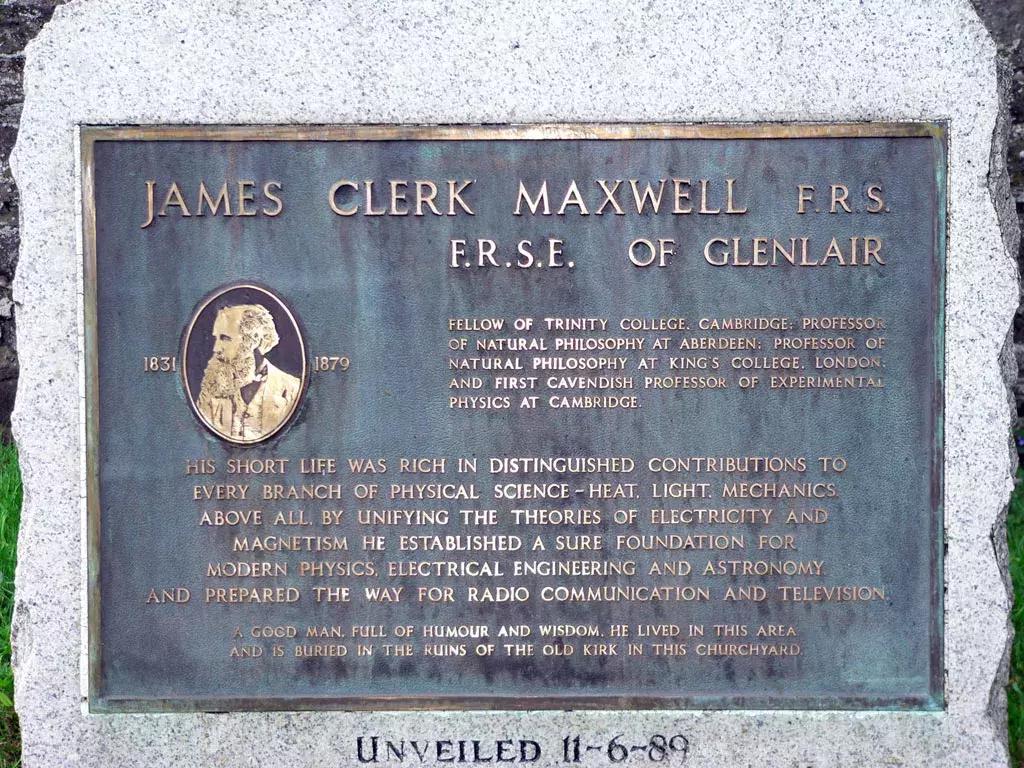 JAMES CLERK MAXWELL F.R.S.
F.R.S.E. OF GLENLAIR
1831 1879
FELLOW OF TRINITY COLLEGE, CAMBRIDGE; PROFESSOR
OF NATURAL PHILOSOPHY AT ABERDEEN; PROFESSOR OF
NATURAL PHILOSOPHY AT KING'S COLLEGE, LONDON;
AND FIRST CAVENDISH PROFESSOR OF EXPERIMENTAL
PHYSICS AT CAMBRIDGE.
HIS SHORT LIFE WAS RICH IN DISTINGUISHED CONTRIBUTIONS TO
EVERY BRANCH OF PHYSICAL SCIENCE - HEAT, LIGHT, MECHANICS.
ABOVE ALL, BY UNIFYING THE THEORIES OF ELECTRICITY AND
MAGNETISM HE ESTABLISHED A SURE FOUNDATION FOR
MODERN PHYSICS, ELECTRICAL ENGINEERING AND ASTRONOMY
AND PREPARED THE WAY FOR RADIO COMMUNICATION AND TELEVISION.
A GOOD MAN, FULL OF HUMOUR AND WISDOM, HE LIVED IN THIS AREA
AND IS BURIED IN THE RUINS OF THE OLD KIRK IN THIS CHURCHYARD.
UNVEILED 11-6-89